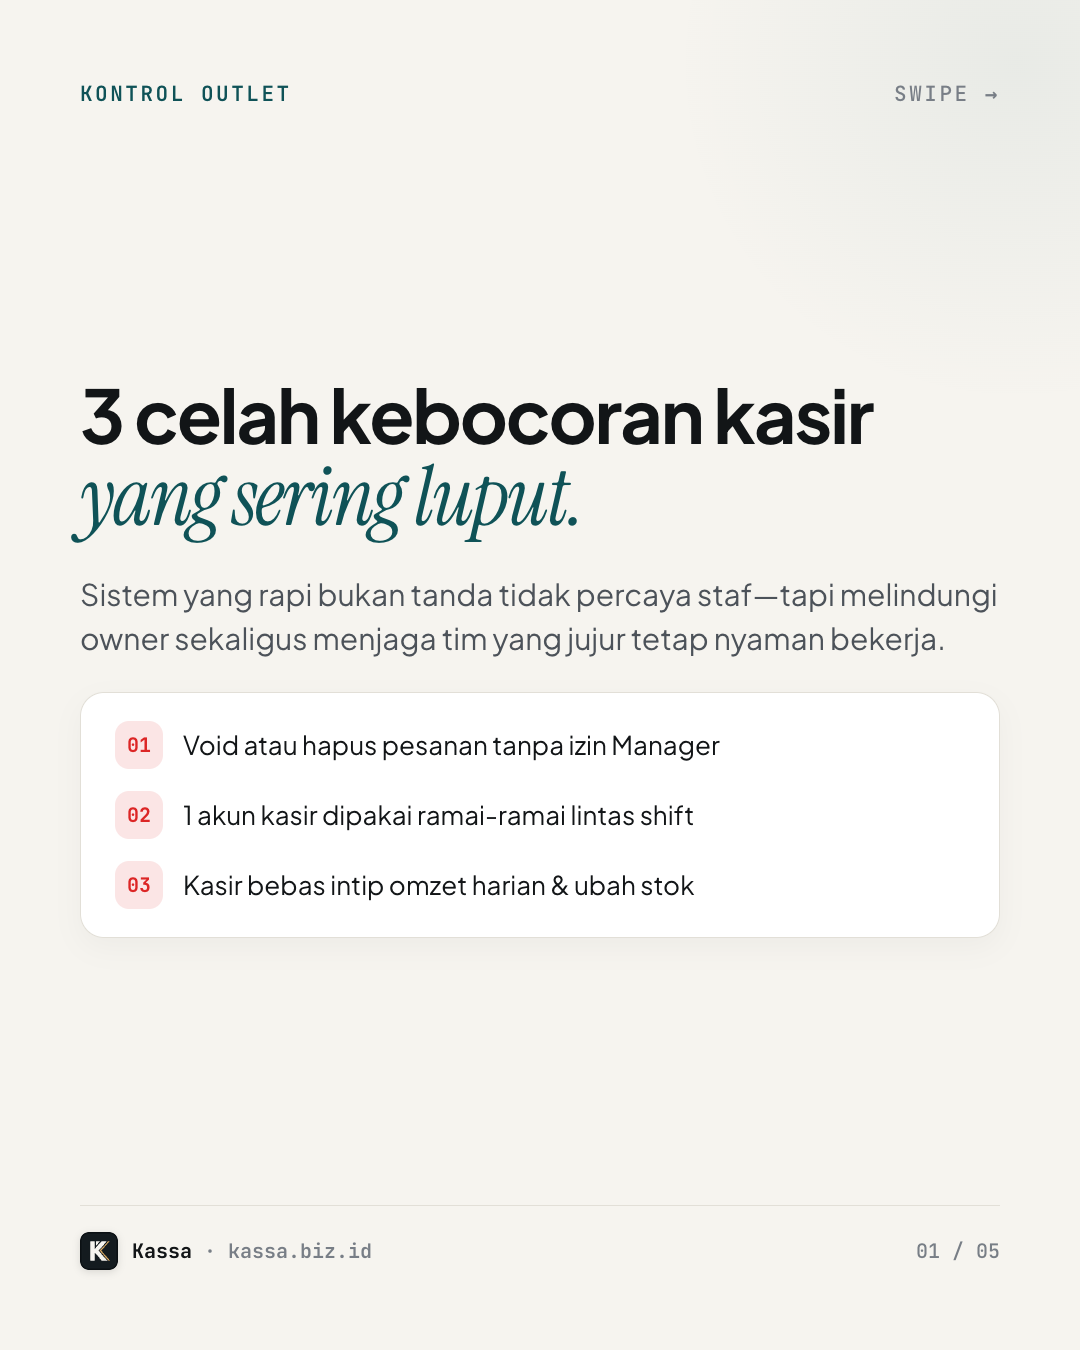 KONTROL OUTLET
SWIPE →
3 celah kebocoran kasir
yang sering luput.
Sistem yang rapi bukan tanda tidak percaya staf—tapi melindungi
owner sekaligus menjaga tim yang jujur tetap nyaman bekerja.
01 Void atau hapus pesanan tanpa izin Manager
02 1 akun kasir dipakai ramai-ramai lintas shift
03 Kasir bebas intip omzet harian & ubah stok
K Kassa · kassa.biz.id
01 / 05